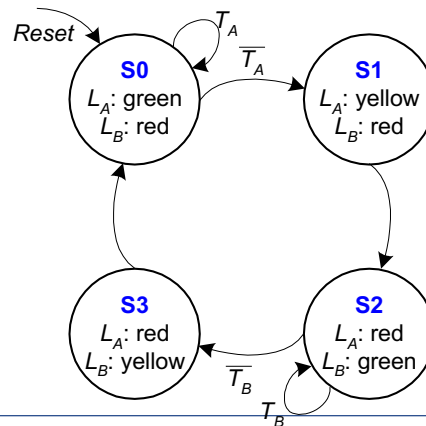 Reset
T_A
S0
L_A: green
L_B: red
T̅_A
S1
L_A: yellow
L_B: red
S3
L_A: red
L_B: yellow
S2
L_A: red
L_B: green
T̅_B
T_B